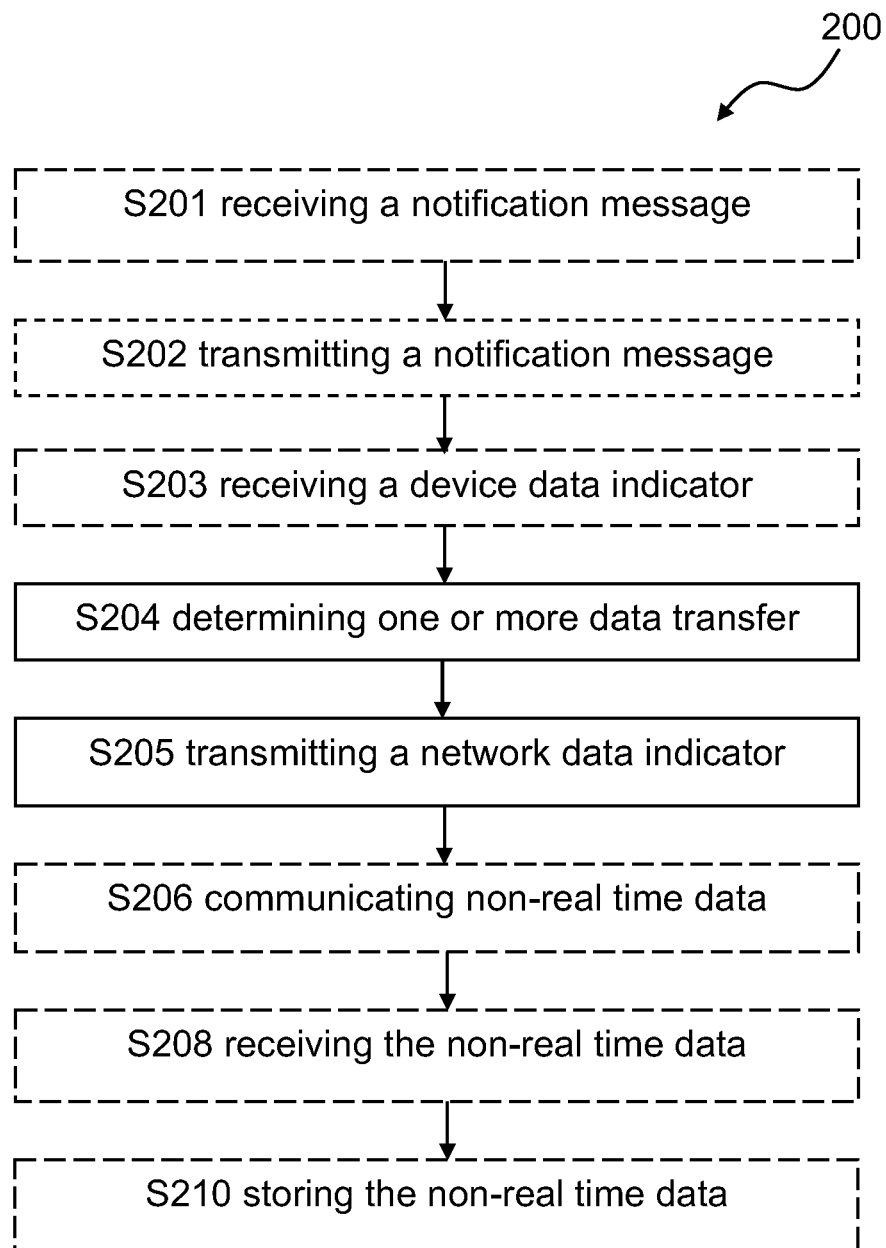 200
S201 receiving a notification message
S202 transmitting a notification message
S203 receiving a device data indicator
S204 determining one or more data transfer
S205 transmitting a network data indicator
S206 communicating non-real time data
S208 receiving the non-real time data
S210 storing the non-real time data